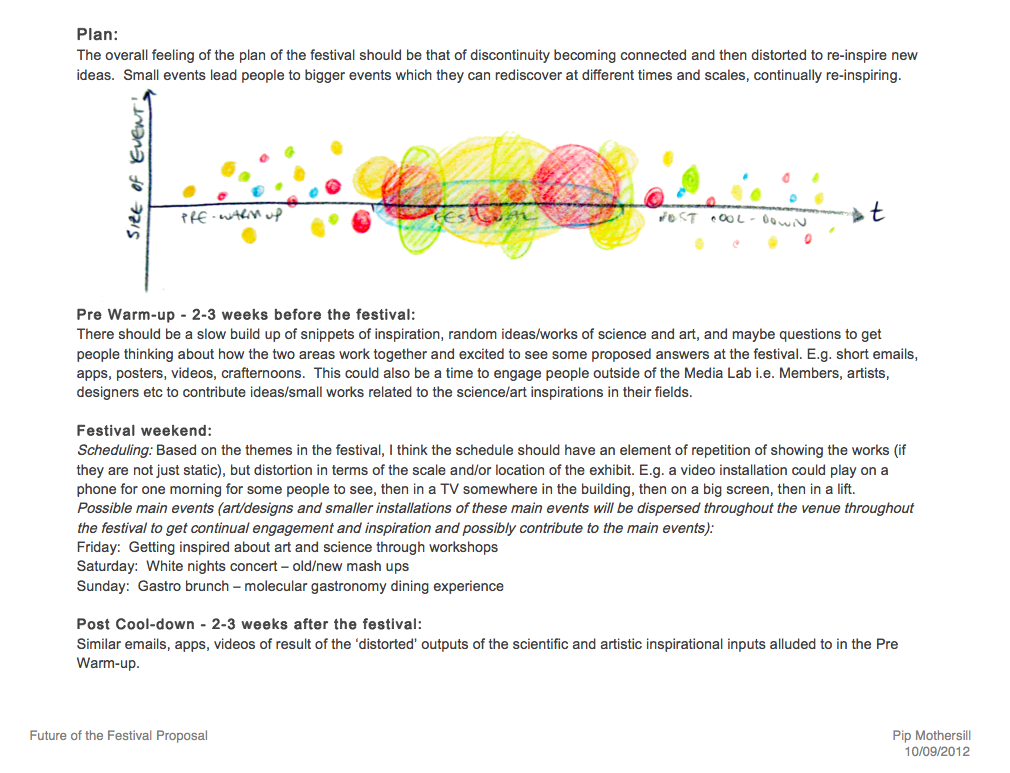 Plan:
The overall feeling of the plan of the festival should be that of discontinuity becoming connected and then distorted to re-inspire new
ideas.  Small events lead people to bigger events which they can rediscover at different times and scales, continually re-inspiring.
SIZE OF EVENT!
PRE-WARMUP
FESTIVAL
POST COOL-DOWN
t
Pre Warm-up - 2-3 weeks before the festival:
There should be a slow build up of snippets of inspiration, random ideas/works of science and art, and maybe questions to get
people thinking about how the two areas work together and excited to see some proposed answers at the festival. E.g. short emails,
apps, posters, videos, crafternoons.  This could also be a time to engage people outside of the Media Lab i.e. Members, artists,
designers etc to contribute ideas/small works related to the science/art inspirations in their fields.
Festival weekend:
Scheduling: Based on the themes in the festival, I think the schedule should have an element of repetition of showing the works (if
they are not just static), but distortion in terms of the scale and/or location of the exhibit. E.g. a video installation could play on a
phone for one morning for some people to see, then in a TV somewhere in the building, then on a big screen, then in a lift.
Possible main events (art/designs and smaller installations of these main events will be dispersed throughout the venue throughout
the festival to get continual engagement and inspiration and possibly contribute to the main events):
Friday:  Getting inspired about art and science through workshops
Saturday:  White nights concert – old/new mash ups
Sunday:  Gastro brunch – molecular gastronomy dining experience
Post Cool-down - 2-3 weeks after the festival:
Similar emails, apps, videos of result of the ‘distorted’ outputs of the scientific and artistic inspirational inputs alluded to in the Pre
Warm-up.
Future of the Festival Proposal
Pip Mothersill
10/09/2012